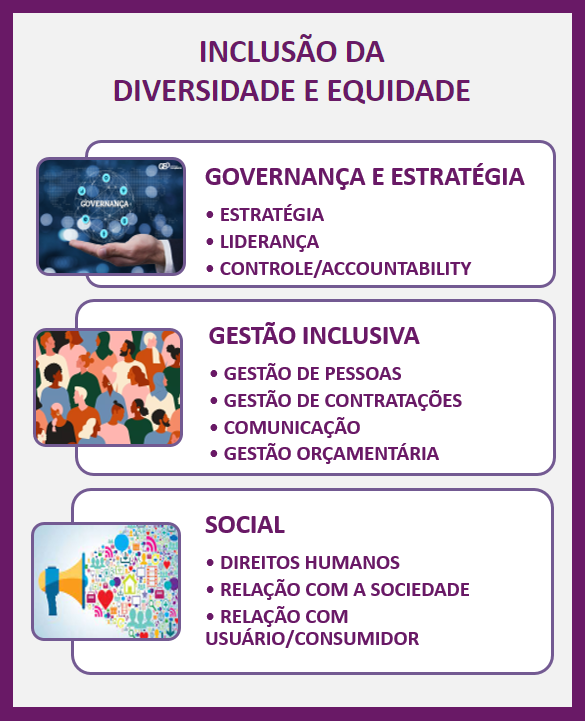 INCLUSÃO DA
DIVERSIDADE E EQUIDADE
GOVERNANÇA
GOVERNANÇA E ESTRATÉGIA
• ESTRATÉGIA
• LIDERANÇA
• CONTROLE/ACCOUNTABILITY
GESTÃO INCLUSIVA
• GESTÃO DE PESSOAS
• GESTÃO DE CONTRATAÇÕES
• COMUNICAÇÃO
• GESTÃO ORÇAMENTÁRIA
SOCIAL
• DIREITOS HUMANOS
• RELAÇÃO COM A SOCIEDADE
• RELAÇÃO COM
USUÁRIO/CONSUMIDOR